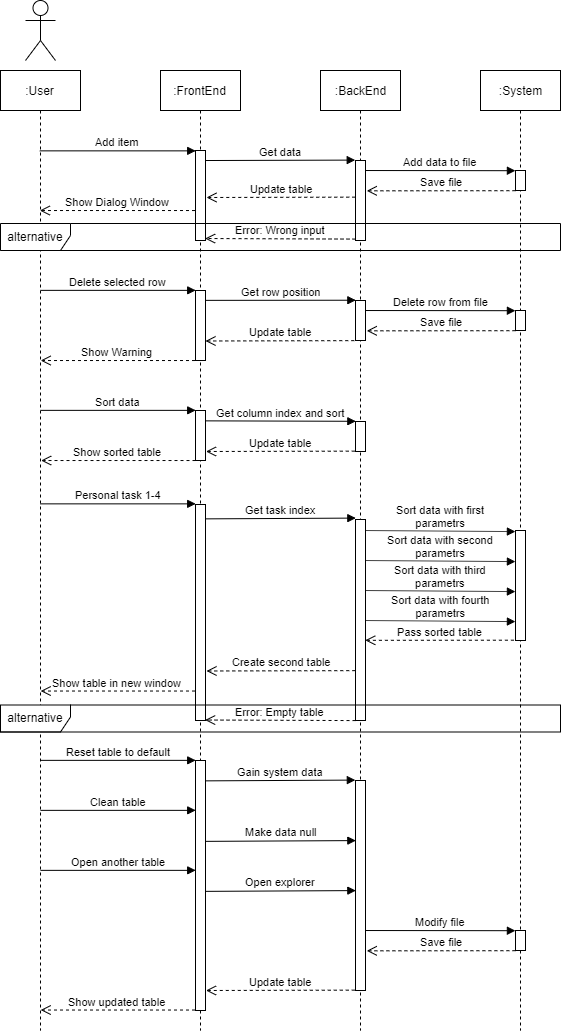 :User
:FrontEnd
:BackEnd
:System
Add item
Get data
Add data to file
Save file
Update table
Show Dialog Window
alternative
Error: Wrong input
Delete selected row
Get row position
Delete row from file
Save file
Update table
Show Warning
Sort data
Get column index and sort
Update table
Show sorted table
Personal task 1-4
Get task index
Sort data with first
parametrs
Sort data with second
parametrs
Sort data with third
parametrs
Sort data with fourth
parametrs
Pass sorted table
Create second table
Show table in new window
alternative
Error: Empty table
Reset table to default
Gain system data
Clean table
Make data null
Open another table
Open explorer
Modify file
Save file
Update table
Show updated table